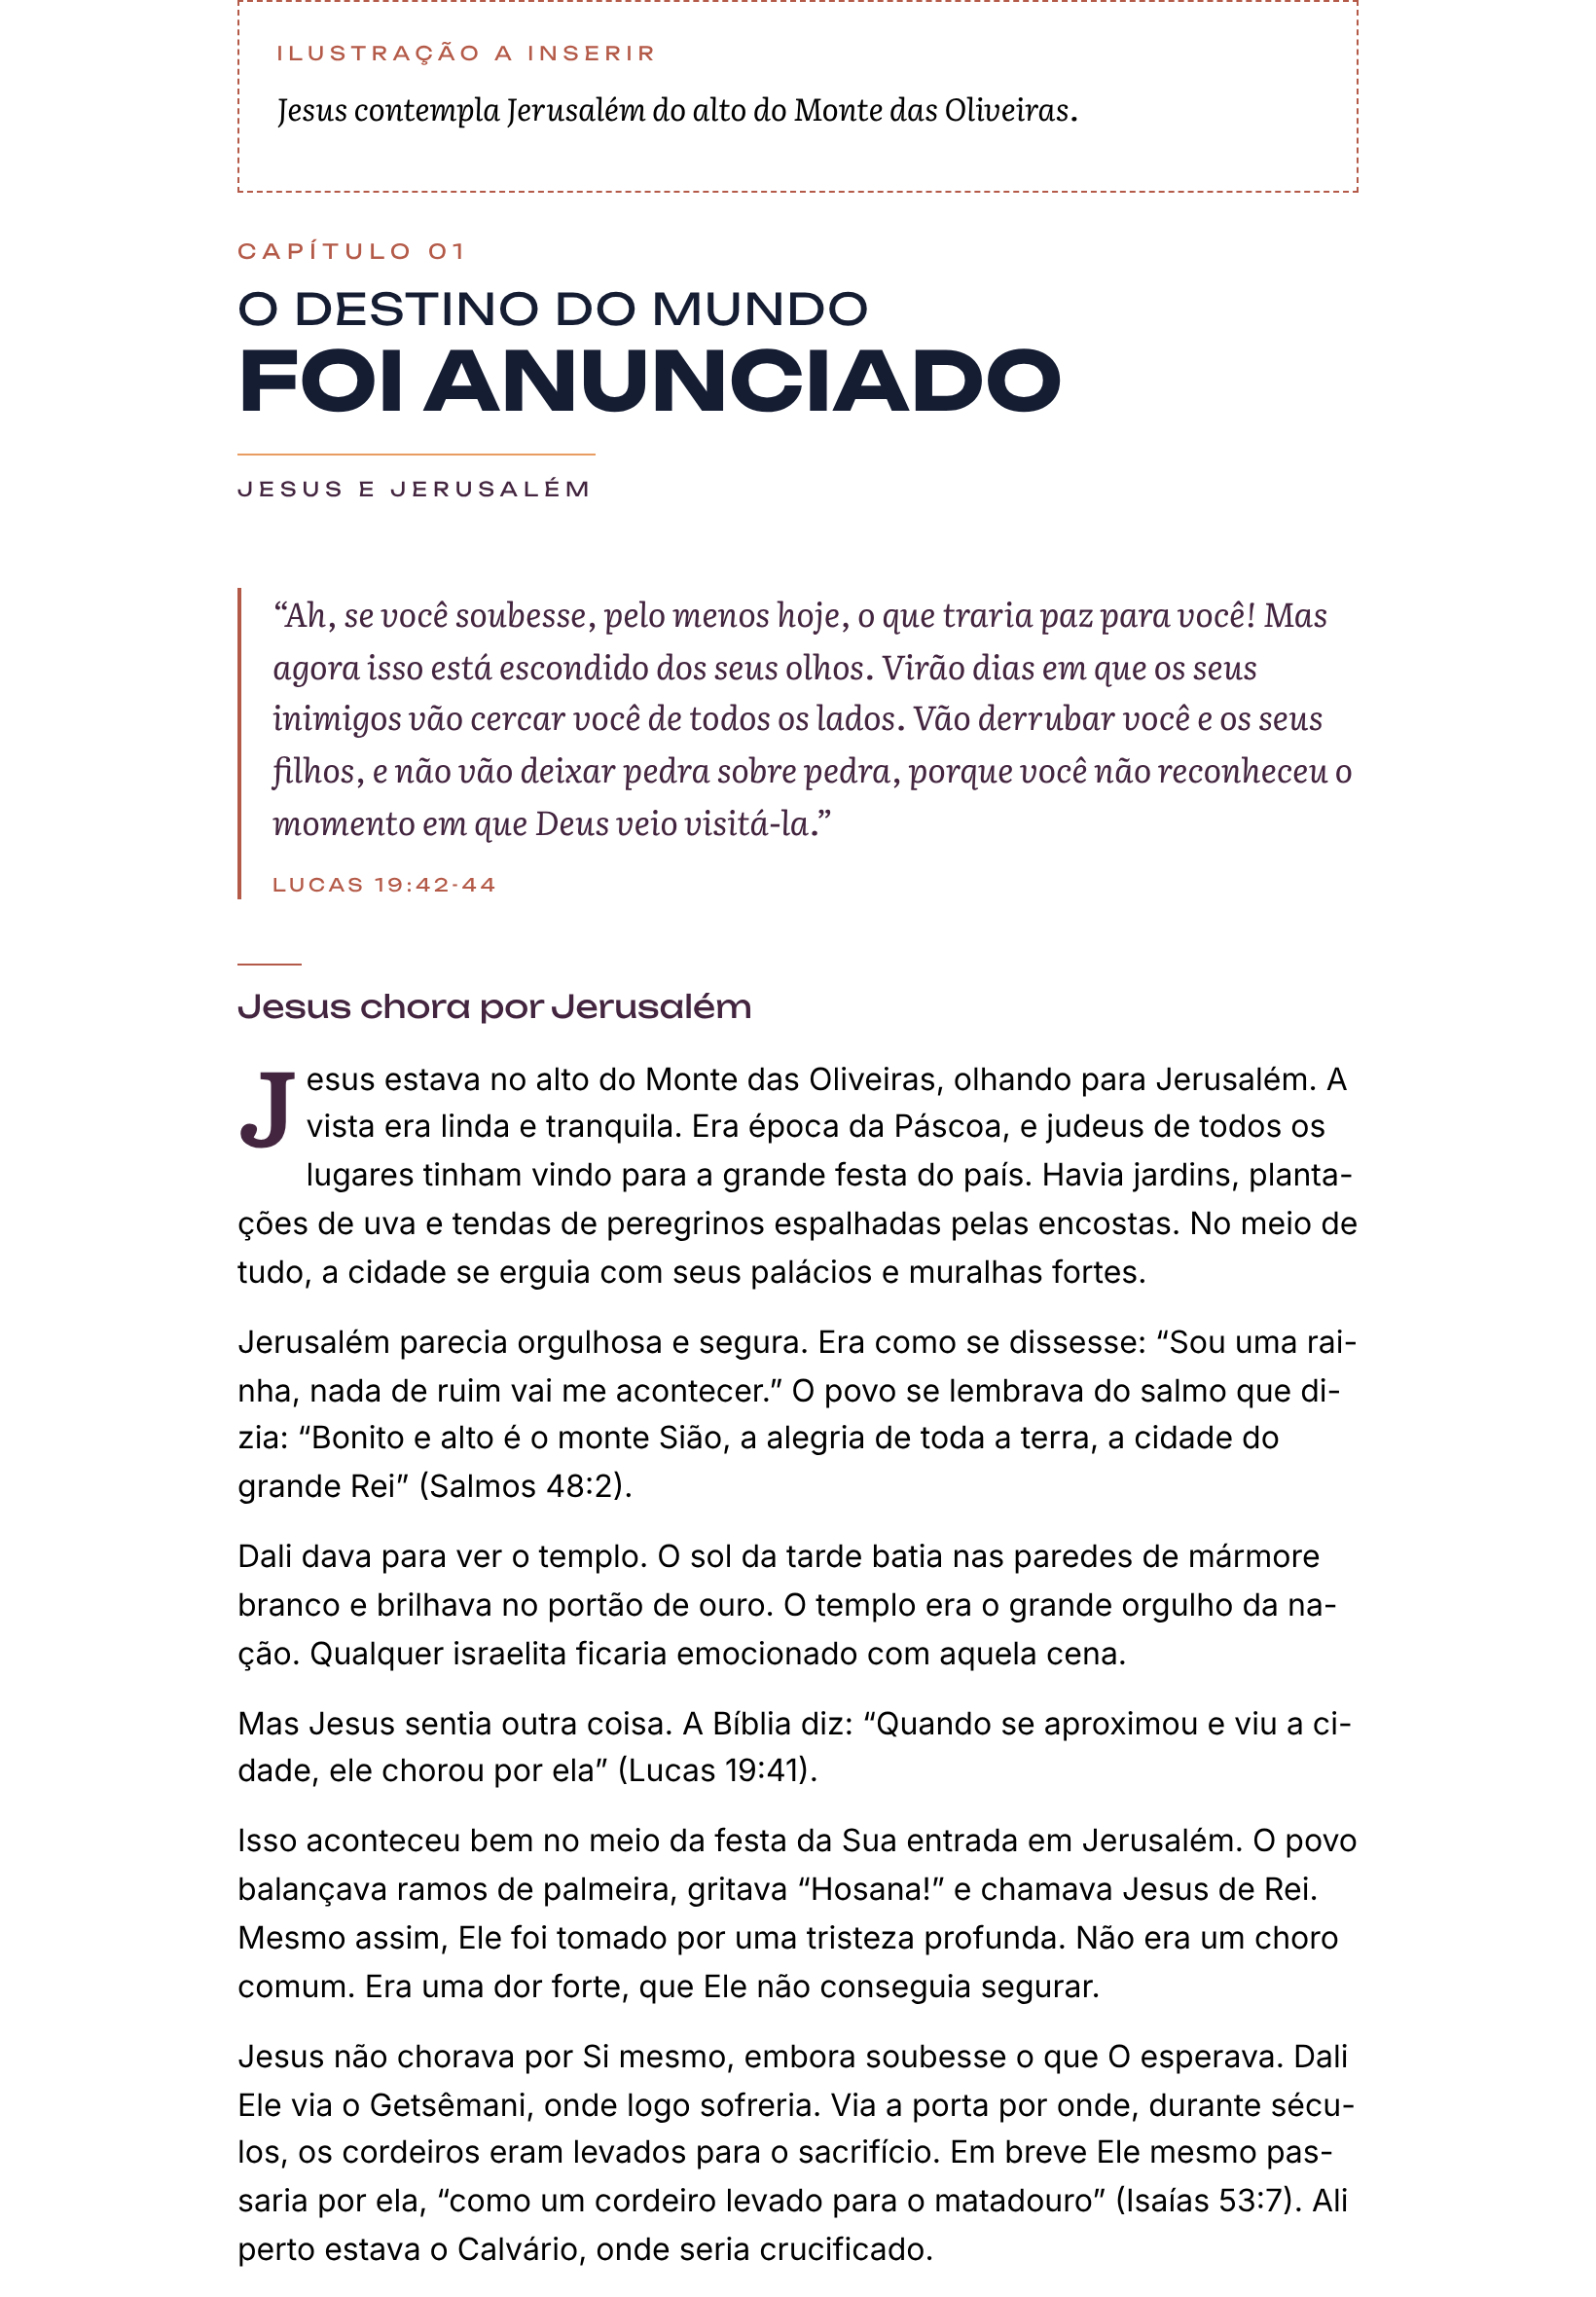 ILUSTRAÇÃO A INSERIR
Jesus contempla Jerusalém do alto do Monte das Oliveiras.
CAPÍTULO 01
O DESTINO DO MUNDO
FOI ANUNCIADO
JESUS E JERUSALÉM
“Ah, se você soubesse, pelo menos hoje, o que traria paz para você! Mas
agora isso está escondido dos seus olhos. Virão dias em que os seus
inimigos vão cercar você de todos os lados. Vão derrubar você e os seus
filhos, e não vão deixar pedra sobre pedra, porque você não reconheceu o
momento em que Deus veio visitá-la.”
LUCAS 19:42-44
Jesus chora por Jerusalém
Jesus estava no alto do Monte das Oliveiras, olhando para Jerusalém. A
vista era linda e tranquila. Era época da Páscoa, e judeus de todos os
lugares tinham vindo para a grande festa do país. Havia jardins, planta-
ções de uva e tendas de peregrinos espalhadas pelas encostas. No meio de
tudo, a cidade se erguia com seus palácios e muralhas fortes.
Jerusalém parecia orgulhosa e segura. Era como se dissesse: “Sou uma rai-
nha, nada de ruim vai me acontecer.” O povo se lembrava do salmo que di-
zia: “Bonito e alto é o monte Sião, a alegria de toda a terra, a cidade do
grande Rei” (Salmos 48:2).
Dali dava para ver o templo. O sol da tarde batia nas paredes de mármore
branco e brilhava no portão de ouro. O templo era o grande orgulho da na-
ção. Qualquer israelita ficaria emocionado com aquela cena.
Mas Jesus sentia outra coisa. A Bíblia diz: “Quando se aproximou e viu a ci-
dade, ele chorou por ela” (Lucas 19:41).
Isso aconteceu bem no meio da festa da Sua entrada em Jerusalém. O povo
balançava ramos de palmeira, gritava “Hosana!” e chamava Jesus de Rei.
Mesmo assim, Ele foi tomado por uma tristeza profunda. Não era um choro
comum. Era uma dor forte, que Ele não conseguia segurar.
Jesus não chorava por Si mesmo, embora soubesse o que O esperava. Dali
Ele via o Getsêmani, onde logo sofreria. Via a porta por onde, durante sécu-
los, os cordeiros eram levados para o sacrifício. Em breve Ele mesmo pas-
saria por ela, “como um cordeiro levado para o matadouro” (Isaías 53:7). Ali
perto estava o Calvário, onde seria crucificado.